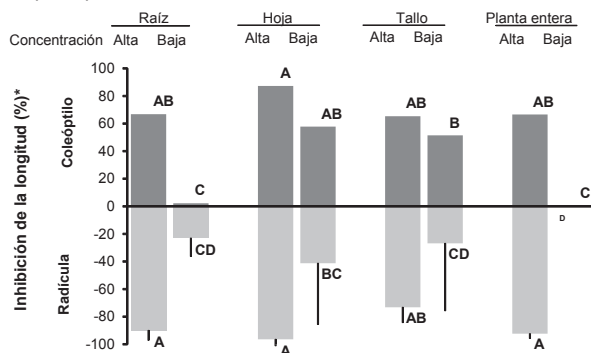 Raíz Hoja Tallo Planta entera
Concentración Alta Baja Alta Baja Alta Baja Alta Baja
Inhibición de la longitud (%)*
Coleóptilo
Radícula
100
80
60
40
20
0
-20
-40
-60
-80
-100
AB C A AB AB B AB C
A CD A BC AB CD A D